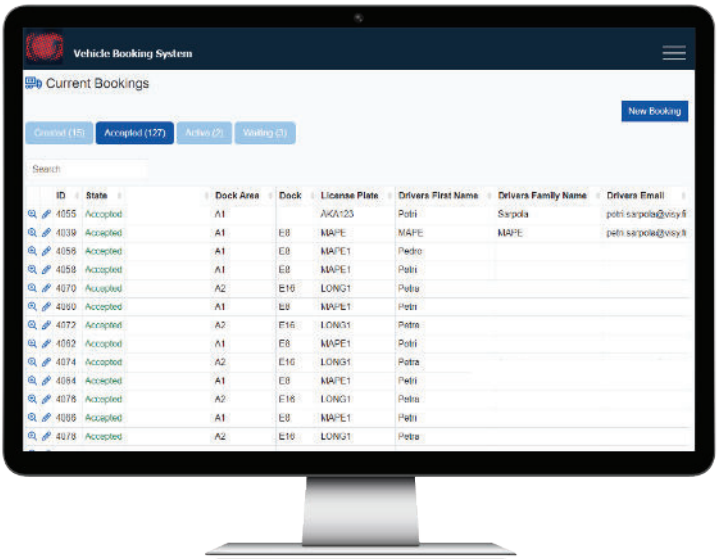 Vehicle Booking System
Current Bookings
New Booking
Created (15) Accepted (127) Active (2) Waiting (3)
Search
ID State Dock Area Dock License Plate Drivers First Name Drivers Family Name Drivers Email
4055 Accepted A1 AKA123 Petri Sarpola petri.sarpola@visy.fi
4039 Accepted A1 E8 MAPE MAPE MAPE petri.sarpola@visy.fi
4056 Accepted A1 E8 MAPE1 Pedro
4058 Accepted A1 E8 MAPE1 Petri
4070 Accepted A2 E16 LONG1 Petra
4060 Accepted A1 E8 MAPE1 Petri
4072 Accepted A2 E16 LONG1 Petra
4062 Accepted A1 E8 MAPE1 Petri
4074 Accepted A2 E16 LONG1 Petra
4064 Accepted A1 E8 MAPE1 Petri
4076 Accepted A2 E16 LONG1 Petra
4066 Accepted A1 E8 MAPE1 Petri
4078 Accepted A2 E16 LONG1 Petra